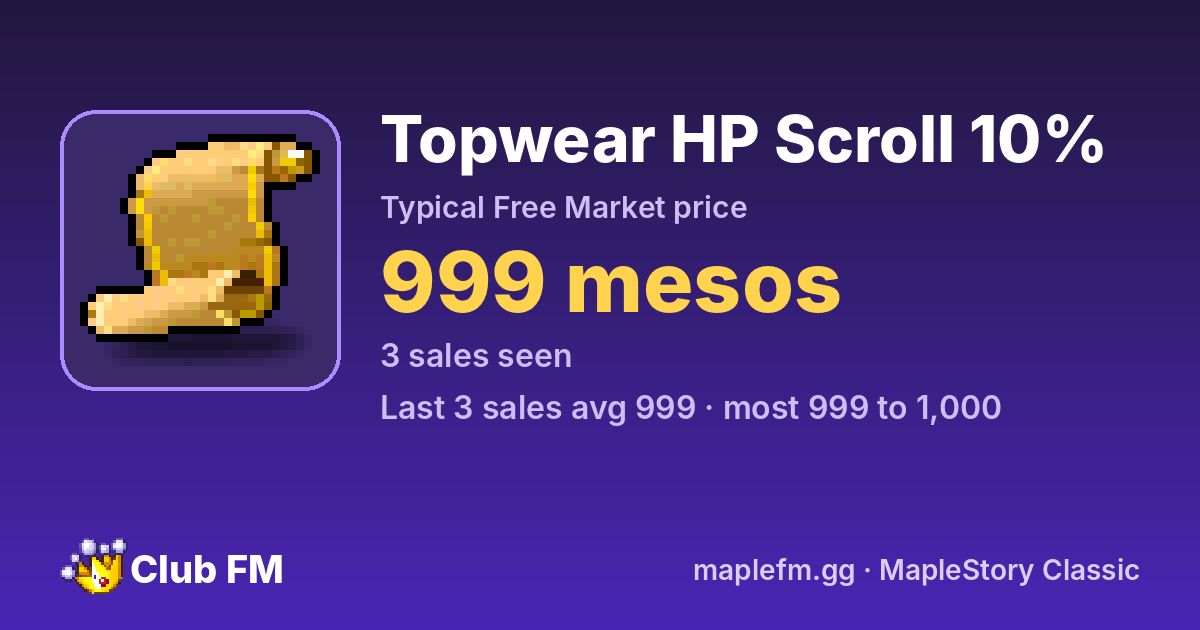 Topwear HP Scroll 10%
Typical Free Market price
999 mesos
3 sales seen
Last 3 sales avg 999 · most 999 to 1,000
Club FM
maplefm.gg · MapleStory Classic